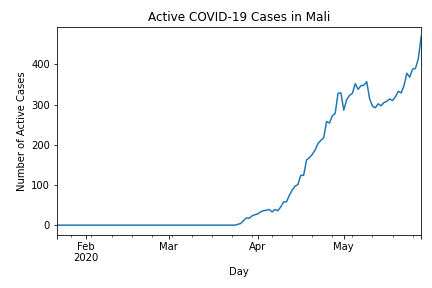 Active COVID-19 Cases in Mali
Number of Active Cases
400
300
200
100
0
Feb
2020
Mar
Apr
May
Day